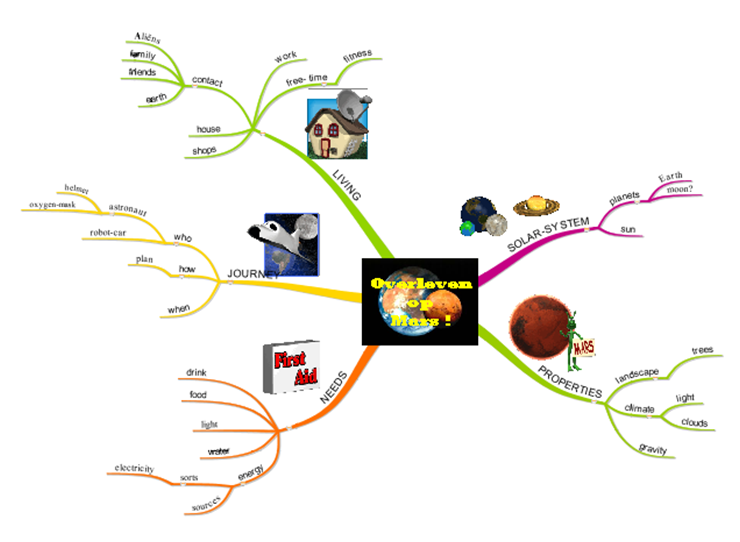 Overleven
op
Mars !
LIVING
contact
Aliëns
family
friends
earth
work
free- time
fitness
house
shops
JOURNEY
who
astronaut
helmet
oxygen-mask
robot-car
how
plan
when
NEEDS
First
Aid
drink
food
light
water
energy
sorts
electricity
sources
SOLAR-SYSTEM
planets
Earth
moon?
sun
PROPERTIES
MARS
landscape
trees
climate
light
clouds
gravity